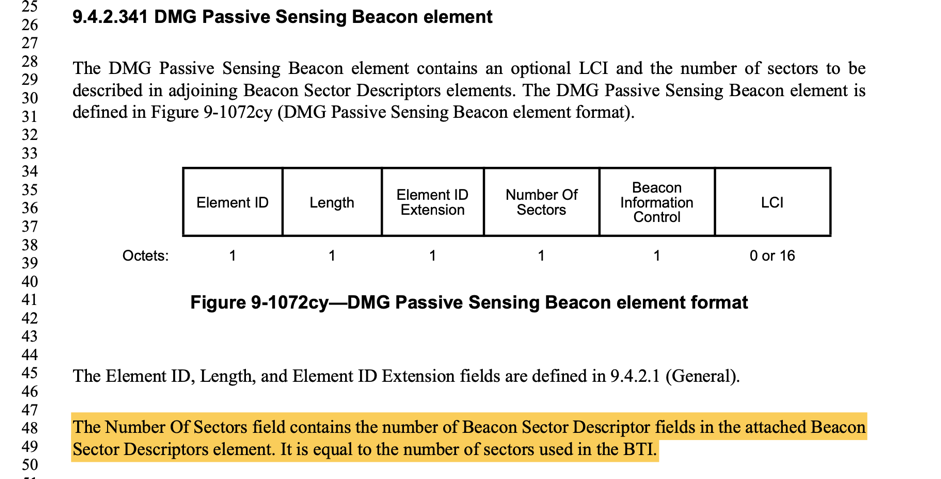 25
26 9.4.2.341 DMG Passive Sensing Beacon element
27
28 The DMG Passive Sensing Beacon element contains an optional LCI and the number of sectors to be
29 described in adjoining Beacon Sector Descriptors elements. The DMG Passive Sensing Beacon element is
30 defined in Figure 9-1072cy (DMG Passive Sensing Beacon element format).
31
32
33
34
35 Element ID Length Element ID Extension Number Of Sectors Beacon Information Control LCI
36
37
38 Octets: 1 1 1 1 1 0 or 16
39
40
41 Figure 9-1072cy—DMG Passive Sensing Beacon element format
42
43
44
45 The Element ID, Length, and Element ID Extension fields are defined in 9.4.2.1 (General).
46
47
48 The Number Of Sectors field contains the number of Beacon Sector Descriptor fields in the attached Beacon
49 Sector Descriptors element. It is equal to the number of sectors used in the BTI.
50